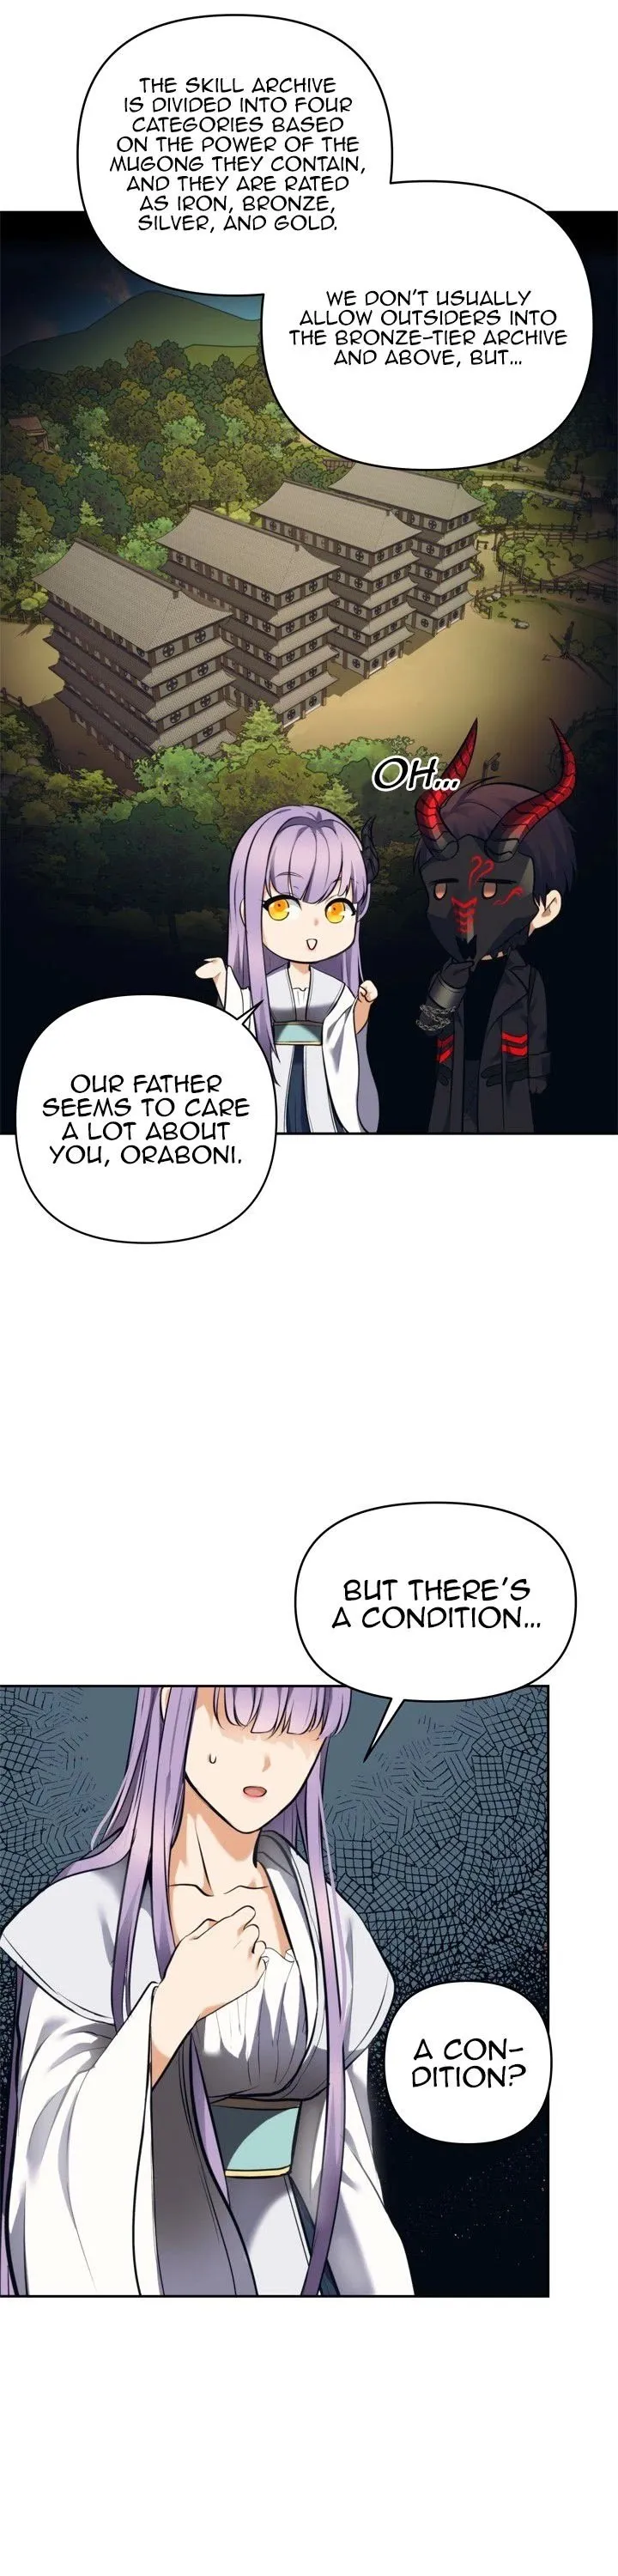 THE SKILL ARCHIVE
IS DIVIDED INTO FOUR
CATEGORIES BASED
ON THE POWER OF THE
MUGONG THEY CONTAIN,
AND THEY ARE RATED
AS IRON, BRONZE,
SILVER, AND GOLD.
WE DON'T USUALLY
ALLOW OUTSIDERS INTO
THE BRONZE-TIER ARCHIVE
AND ABOVE, BUT...
OH...
OUR FATHER
SEEMS TO CARE
A LOT ABOUT
YOU, ORABONI.
BUT THERE'S
A CONDITION...
A CON-
DITION?